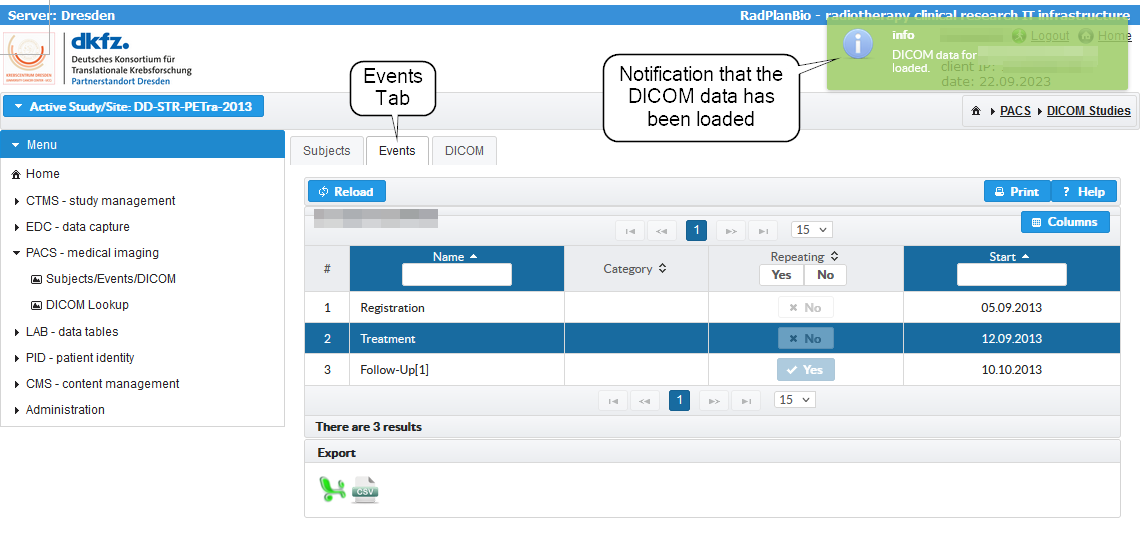 Server: Dresden
RadPlanBio - radiotherapy clinical research IT infrastructure
dkfz.
Deutsches Konsortium für
Translationale Krebsforschung
Partnerstandort Dresden
KREBSCENTRUM DRESDEN
info
DICOM data for
loaded.
Logout
Home
client IP:
date: 22.09.2023
Events
Tab
Notification that the
DICOM data has
been loaded
Active Study/Site: DD-STR-PETra-2013
PACS
DICOM Studies
Menu
Home
CTMS - study management
EDC - data capture
PACS - medical imaging
Subjects/Events/DICOM
DICOM Lookup
LAB - data tables
PID - patient identity
CMS - content management
Administration
Subjects
Events
DICOM
Reload
Print
? Help
1
15
Columns
#
Name
Category
Repeating
Yes
No
Start
1 Registration No 05.09.2013
2 Treatment No 12.09.2013
3 Follow-Up[1] Yes 10.10.2013
1
15
There are 3 results
Export
CSV